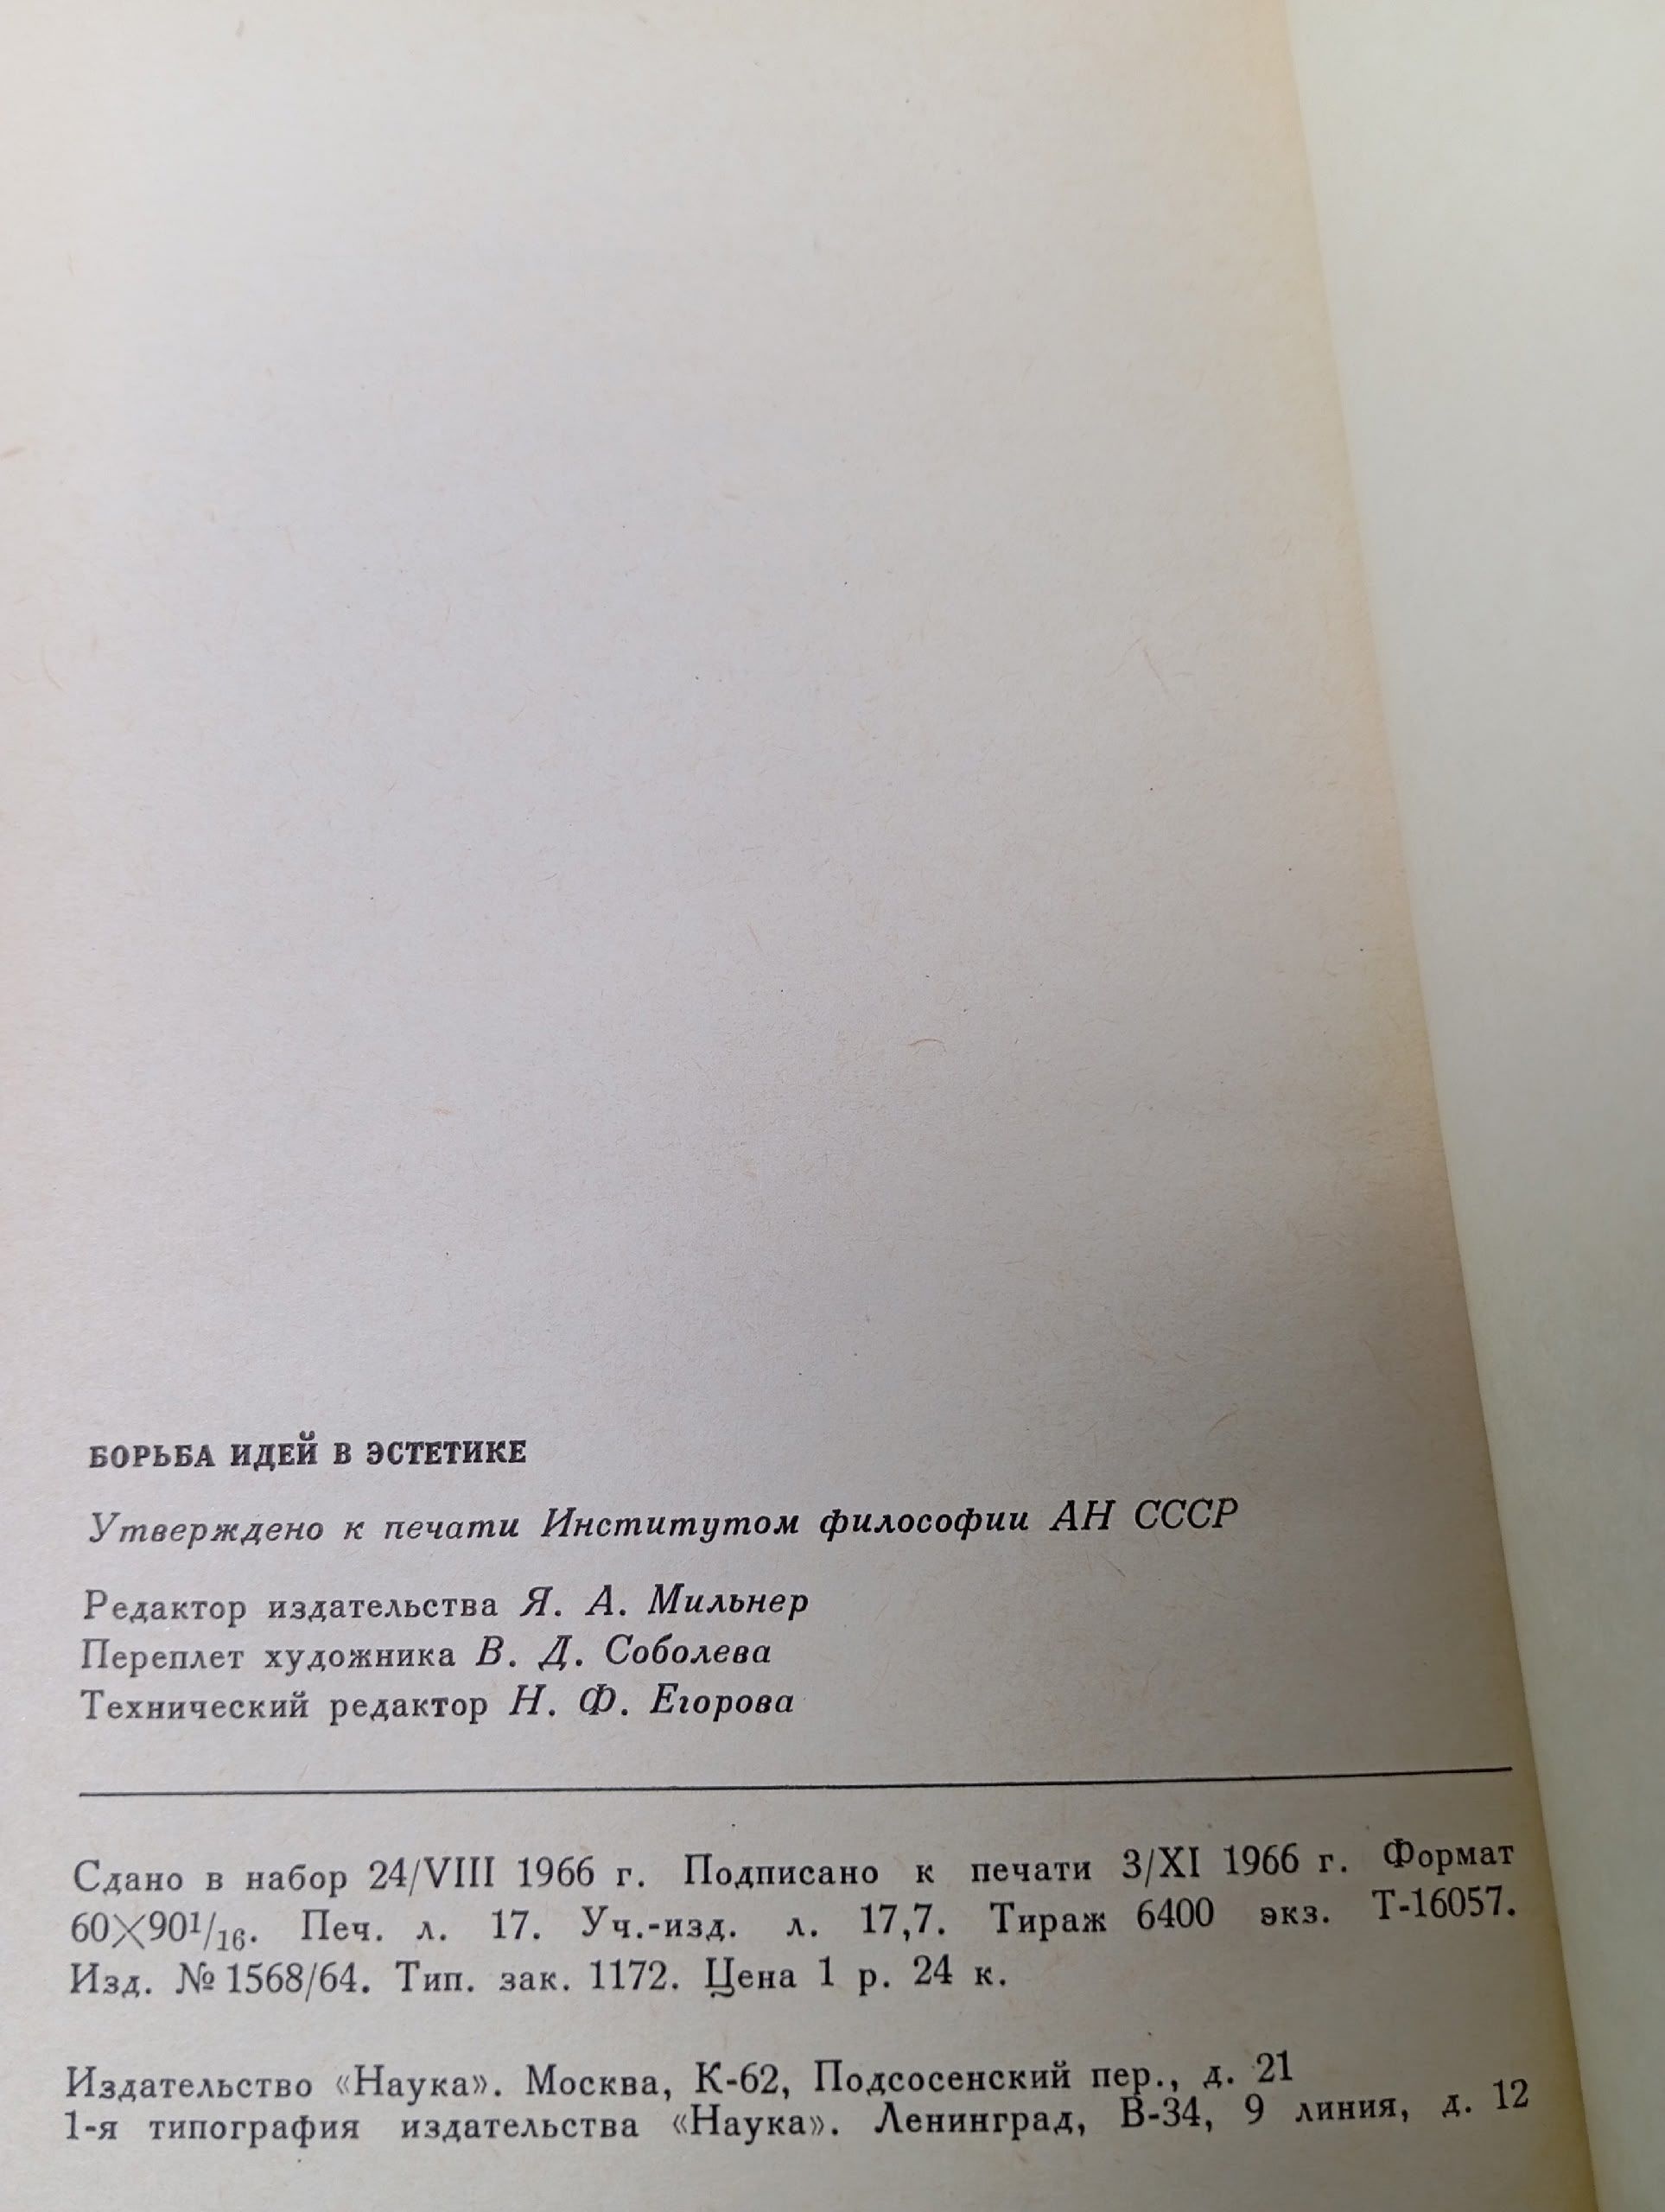 БОРЬБА ИДЕЙ В ЭСТЕТИКЕ
Утверждено к печати Институтом философии АН СССР
Редактор издательства Я. А. Мильнер
Переплет художника В. Д. Соболева
Технический редактор Н. Ф. Егорова
Сдано в набор 24/VIII 1966 г. Подписано к печати 3/XI 1966 г. Формат
60×90¹/₁₆. Печ. л. 17. Уч.-изд. л. 17,7. Тираж 6400 экз. Т-16057.
Изд. № 1568/64. Тип. зак. 1172. Цена 1 р. 24 к.
Издательство «Наука». Москва, К-62, Подсосенский пер., д. 21
1-я типография издательства «Наука». Ленинград, В-34, 9 линия, д. 12